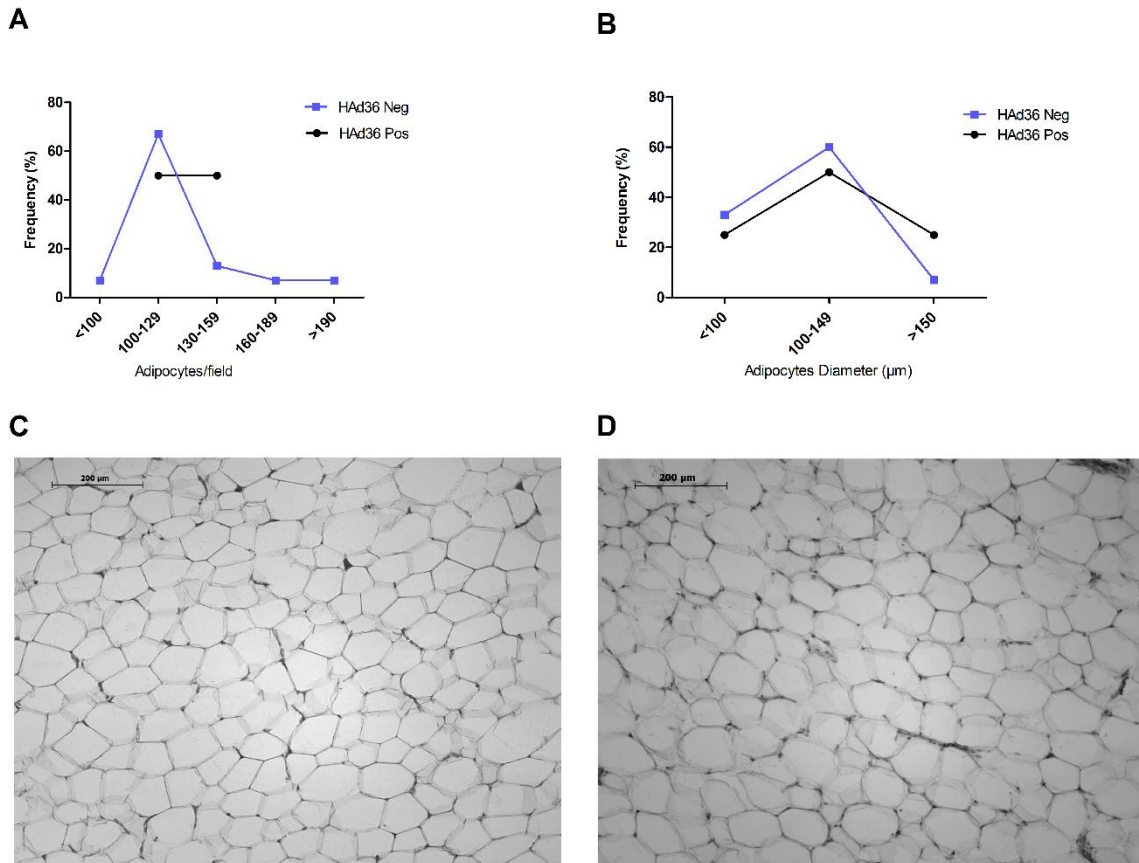 A
HAd36 Neg
HAd36 Pos
Frequency (%)
80
60
40
20
0
<100
100-129
130-159
160-189
>190
Adipocytes/field
B
HAd36 Neg
HAd36 Pos
Frequency (%)
80
60
40
20
0
<100
100-149
>150
Adipocytes Diameter (µm)
C
200 µm
D
200 µm